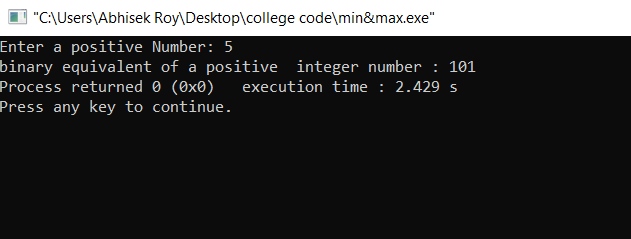 "C:\Users\Abhisek Roy\Desktop\college code\min&max.exe"
Enter a positive Number: 5
binary equivalent of a positive  integer number : 101
Process returned 0 (0x0)   execution time : 2.429 s
Press any key to continue.